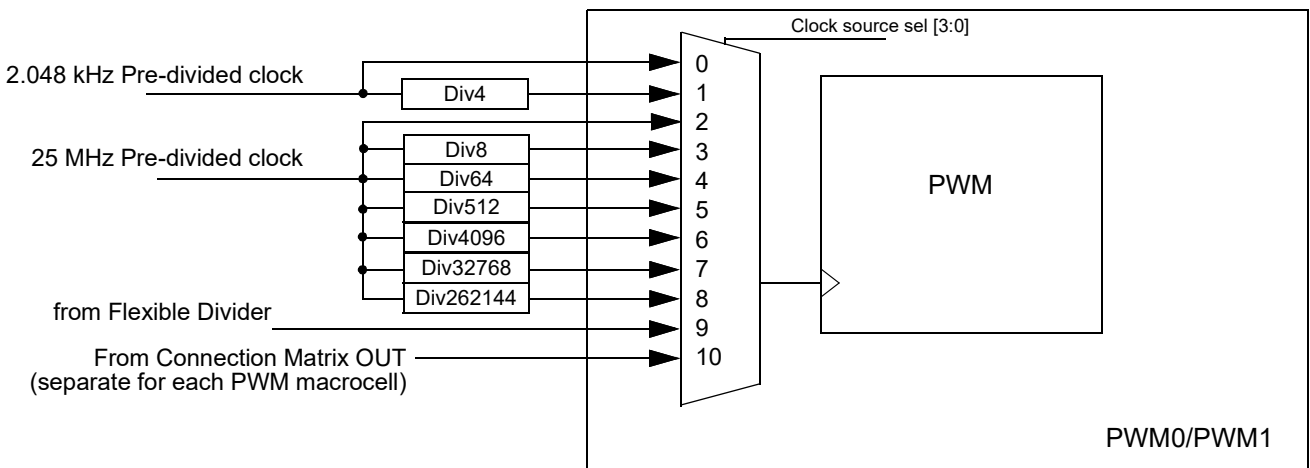 Clock source sel [3:0]
2.048 kHz Pre-divided clock
Div4
25 MHz Pre-divided clock
Div8
Div64
Div512
Div4096
Div32768
Div262144
from Flexible Divider
From Connection Matrix OUT
(separate for each PWM macrocell)
0
1
2
3
4
5
6
7
8
9
10
PWM
PWM0/PWM1